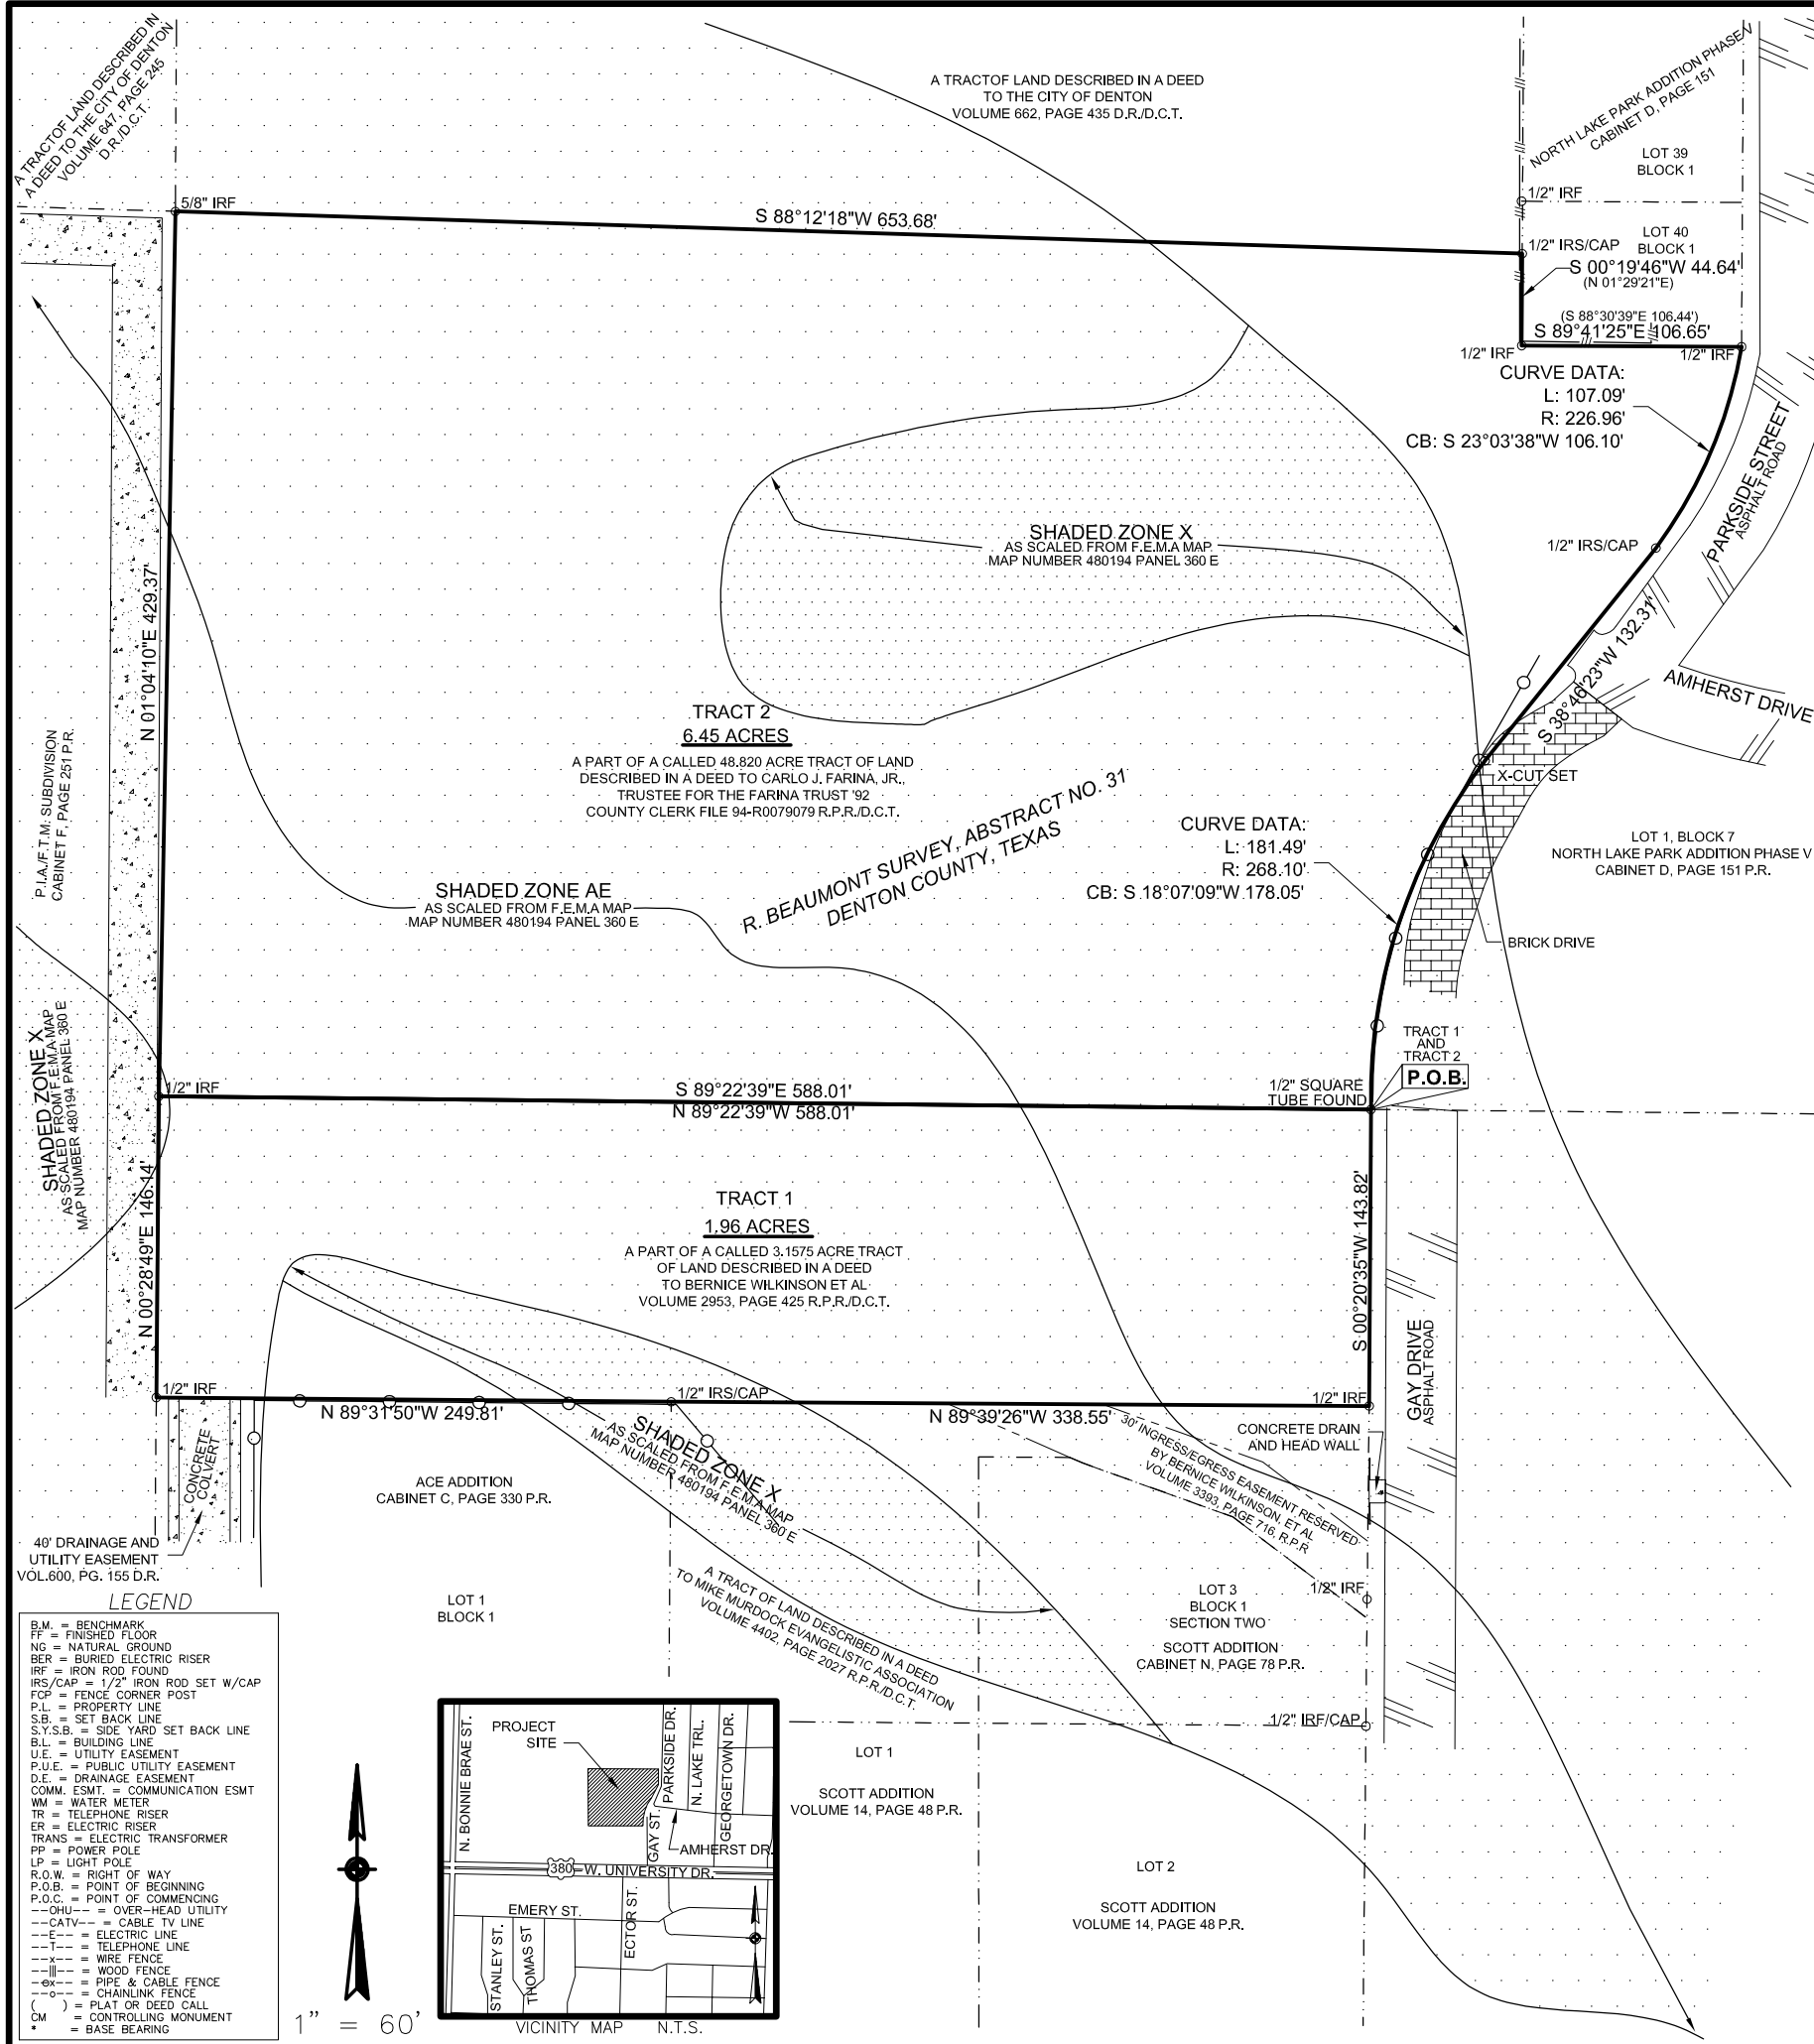 A TRACTOF LAND DESCRIBED IN
A DEED TO THE CITY OF DENTON
VOLUME 647, PAGE 245
D.R./D.C.T.
A TRACTOF LAND DESCRIBED IN A DEED
TO THE CITY OF DENTON
VOLUME 662, PAGE 435 D.R./D.C.T.
NORTH LAKE PARK ADDITION PHASE V
CABINET D, PAGE 151
LOT 39
BLOCK 1
1/2" IRF
5/8" IRF
S 88°12'18"W 653.68'
LOT 40
BLOCK 1
1/2" IRS/CAP
S 00°19'46"W 44.64'
(N 01°29'21"E)
(S 88°30'39"E 106.44')
S 89°41'25"E 106.65'
1/2" IRF
1/2" IRF
CURVE DATA:
L: 107.09'
R: 226.96'
CB: S 23°03'38"W 106.10'
PARKSIDE STREET
ASPHALT ROAD
SHADED ZONE X
AS SCALED FROM F.E.M.A MAP
MAP NUMBER 480194 PANEL 360 E
1/2" IRS/CAP
N 01°04'10"E 429.37'
S 38°46'23"W 132.31'
AMHERST DRIVE
TRACT 2
6.45 ACRES
A PART OF A CALLED 48.820 ACRE TRACT OF LAND
DESCRIBED IN A DEED TO CARLO J. FARINA, JR.,
TRUSTEE FOR THE FARINA TRUST '92
COUNTY CLERK FILE 94-R0079079 R.P.R./D.C.T.
P.I.A./F.T.M. SUBDIVISION
CABINET F, PAGE 251 P.R.
X-CUT SET
R. BEAUMONT SURVEY, ABSTRACT NO. 31
DENTON COUNTY, TEXAS
CURVE DATA:
L: 181.49'
R: 268.10'
CB: S 18°07'09"W 178.05'
LOT 1, BLOCK 7
NORTH LAKE PARK ADDITION PHASE V
CABINET D, PAGE 151 P.R.
SHADED ZONE AE
AS SCALED FROM F.E.M.A MAP
MAP NUMBER 480194 PANEL 360 E
BRICK DRIVE
SHADED ZONE X
AS SCALED FROM F.E.M.A MAP
MAP NUMBER 480194 PANEL 360 E
TRACT 1
AND
TRACT 2
P.O.B.
1/2" IRF
S 89°22'39"E 588.01'
N 89°22'39"W 588.01'
1/2" SQUARE
TUBE FOUND
N 00°28'49"E 146.14'
TRACT 1
1.96 ACRES
A PART OF A CALLED 3.1575 ACRE TRACT
OF LAND DESCRIBED IN A DEED
TO BERNICE WILKINSON ET AL
VOLUME 2953, PAGE 425 R.P.R./D.C.T.
S 00°20'35"W 143.82'
GAY DRIVE
ASPHALT ROAD
1/2" IRF
1/2" IRS/CAP
1/2" IRF
N 89°31'50"W 249.81'
N 89°39'26"W 338.55'
SHADED ZONE X
AS SCALED FROM F.E.M.A MAP
MAP NUMBER 480194 PANEL 360 E
30' INGRESS/EGRESS EASEMENT RESERVED
BY BERNICE WILKINSON, ET AL
VOLUME 3393, PAGE 716, R.P.R
CONCRETE DRAIN
AND HEAD WALL
CONCRETE
COLVERT
ACE ADDITION
CABINET C, PAGE 330 P.R.
40' DRAINAGE AND
UTILITY EASEMENT
VOL.600, PG. 155 D.R.
LOT 1
BLOCK 1
A TRACT OF LAND DESCRIBED IN A DEED
TO MIKE MURDOCK EVANGELISTIC ASSOCIATION
VOLUME 4402, PAGE 2027 R.P.R./D.C.T.
1/2" IRF
LOT 3
BLOCK 1
SECTION TWO
SCOTT ADDITION
CABINET N, PAGE 78 P.R.
1/2" IRF/CAP
LOT 1
SCOTT ADDITION
VOLUME 14, PAGE 48 P.R.
LOT 2
SCOTT ADDITION
VOLUME 14, PAGE 48 P.R.
LEGEND
B.M. = BENCHMARK
FF = FINISHED FLOOR
NG = NATURAL GROUND
BER = BURIED ELECTRIC RISER
IRF = IRON ROD FOUND
IRS/CAP = 1/2" IRON ROD SET W/CAP
FCP = FENCE CORNER POST
P.L. = PROPERTY LINE
S.B. = SET BACK LINE
S.Y.S.B. = SIDE YARD SET BACK LINE
B.L. = BUILDING LINE
U.E. = UTILITY EASEMENT
P.U.E. = PUBLIC UTILITY EASEMENT
D.E. = DRAINAGE EASEMENT
COMM. ESMT. = COMMUNICATION ESMT
WM = WATER METER
TR = TELEPHONE RISER
ER = ELECTRIC RISER
TRANS = ELECTRIC TRANSFORMER
PP = POWER POLE
LP = LIGHT POLE
R.O.W. = RIGHT OF WAY
P.O.B. = POINT OF BEGINNING
P.O.C. = POINT OF COMMENCING
--OHU-- = OVER-HEAD UTILITY
--CATV-- = CABLE TV LINE
--E-- = ELECTRIC LINE
--T-- = TELEPHONE LINE
--x-- = WIRE FENCE
--|||-- = WOOD FENCE
--⊖x-- = PIPE & CABLE FENCE
--o-- = CHAINLINK FENCE
( ) = PLAT OR DEED CALL
CM = CONTROLLING MONUMENT
* = BASE BEARING
1" = 60'
N. BONNIE BRAE ST.
PROJECT
SITE
PARKSIDE DR.
N. LAKE TRL.
GEORGETOWN DR.
GAY ST.
AMHERST DR.
380
W. UNIVERSITY DR.
EMERY ST.
STANLEY ST.
THOMAS ST
ECTOR ST.
VICINITY MAP N.T.S.